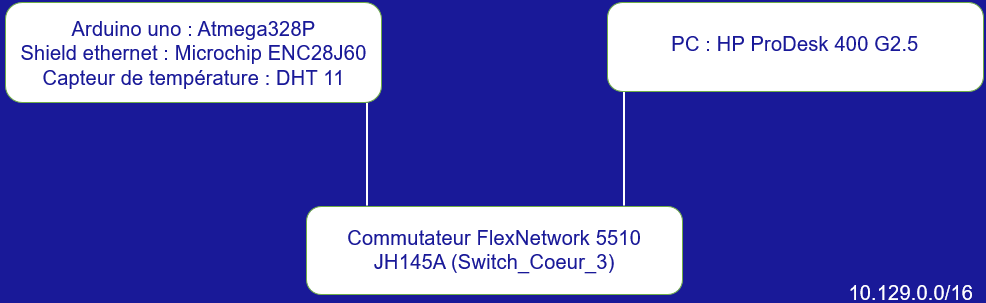 Arduino uno : Atmega328P
Shield ethernet : Microchip ENC28J60
Capteur de température : DHT 11
PC : HP ProDesk 400 G2.5
Commutateur FlexNetwork 5510
JH145A (Switch_Coeur_3)
10.129.0.0/16